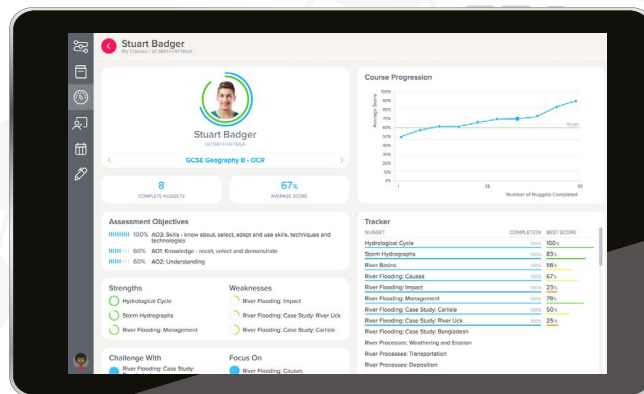 Stuart Badger
My Classes / GCMATH/AFMBGA
Stuart Badger
GCMATH/AFMBGA
GCSE Geography B - OCR
8
COMPLETE NUGGETS
67%
AVERAGE SCORE
Assessment Objectives
100% AO3: Skills - know about, select, adapt and use skills, techniques and
technologies
60% AO1: Knowledge - recall, select and demonstrate
60% AO2: Understanding
Strengths
Hydrological Cycle
Storm Hydrographs
River Flooding: Management
Weaknesses
River Flooding: Impact
River Flooding: Case Study: River Uck
River Flooding: Case Study: Carlisle
Challenge With
River Flooding: Case Study:
Focus On
River Flooding: Causes
Course Progression
Average Score
100%
90%
80%
70%
60%
50%
40%
30%
20%
10%
0%
Target
1
25
50
Number of Nuggets Completed
Tracker
NUGGET COMPLETION BEST SCORE
Hydrological Cycle 100% 100%
Storm Hydrographs 100% 83%
River Basins 100% 56%
River Flooding: Causes 100% 67%
River Flooding: Impact 100% 23%
River Flooding: Management 100% 79%
River Flooding: Case Study: Carlisle 100% 50%
River Flooding: Case Study: River Uck 100% 25%
River Flooding: Case Study: Bangladesh
River Processes: Weathering and Erosion
River Processes: Transportation
River Processes: Deposition